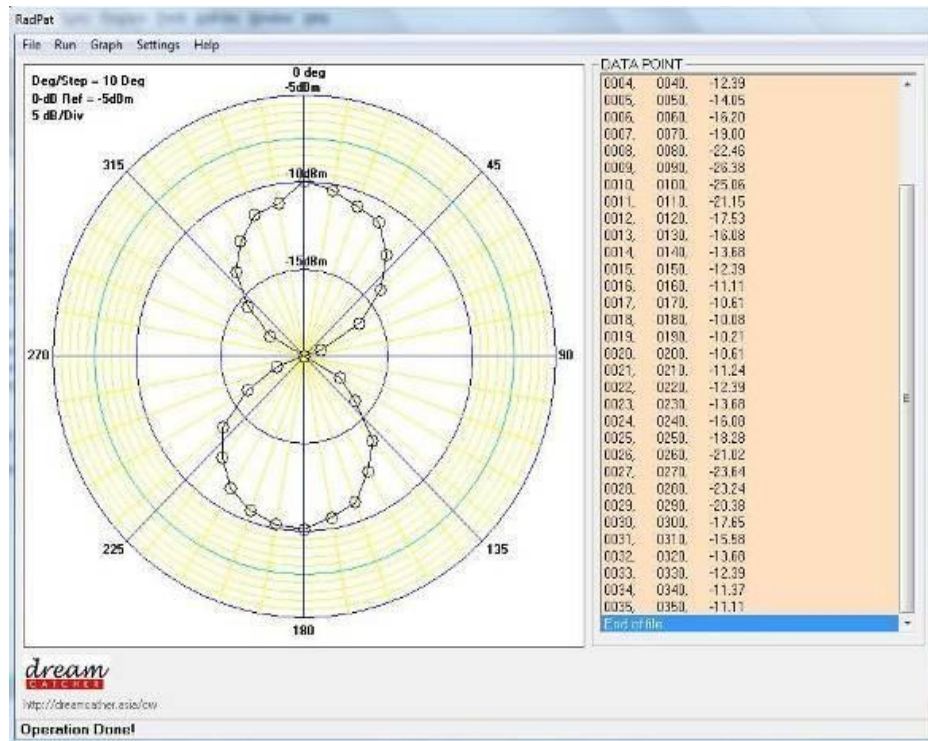 RadPat
File Run Graph Settings Help
Deg/Step = 10 Deg
0-dB Ref = -5dBm
5 dB/Div
0 deg
-5dBm
315
45
-10dBm
-15dBm
270
90
225
135
180
DATA POINT
0004, 0040, -12.39
0005, 0050, -14.05
0006, 0060, -16.20
0007, 0070, -19.00
0008, 0080, -22.46
0009, 0090, -26.38
0010, 0100, -25.06
0011, 0110, -21.15
0012, 0120, -17.53
0013, 0130, -16.08
0014, 0140, -13.68
0015, 0150, -12.39
0016, 0160, -11.11
0017, 0170, -10.61
0018, 0180, -10.08
0019, 0190, -10.21
0020, 0200, -10.61
0021, 0210, -11.24
0022, 0220, -12.39
0023, 0230, -13.68
0024, 0240, -16.08
0025, 0250, -18.28
0026, 0260, -21.02
0027, 0270, -23.64
0028, 0280, -23.24
0029, 0290, -20.38
0030, 0300, -17.65
0031, 0310, -15.58
0032, 0320, -13.68
0033, 0330, -12.39
0034, 0340, -11.37
0035, 0350, -11.11
End of file
dream
CATCHER
http://dreamcather.asia/cw
Operation Done!